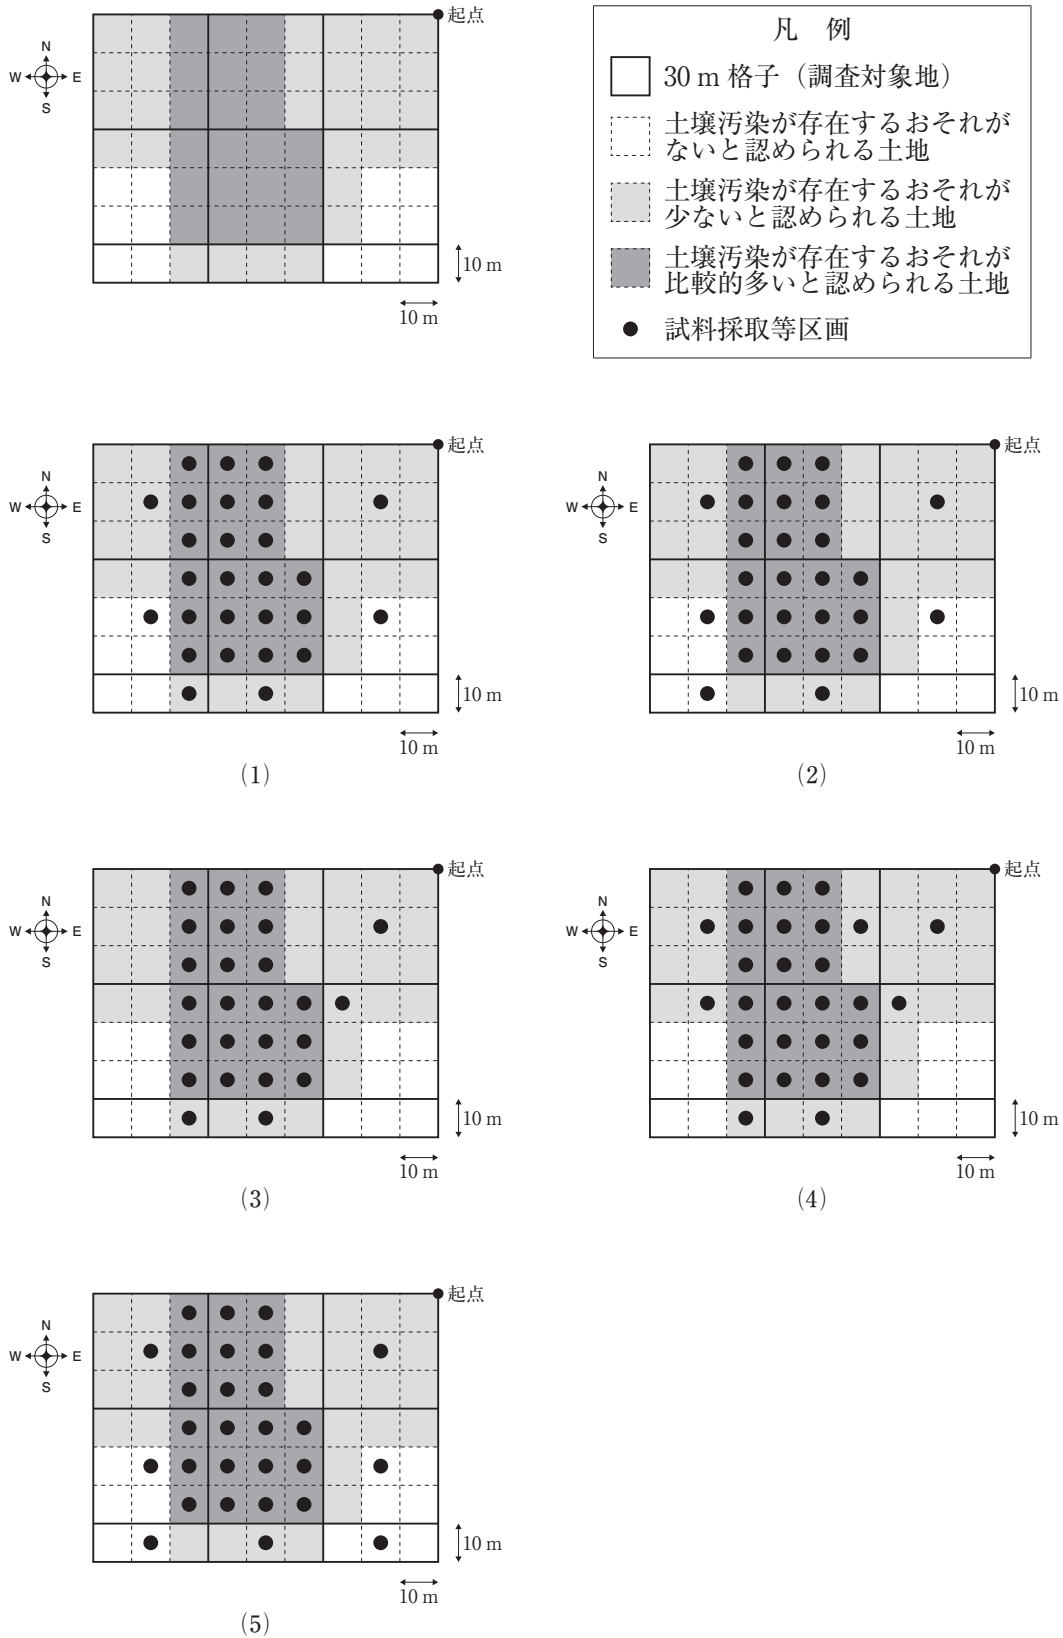 起点
N
W E
S
10 m
10 m
凡 例
30 m 格子(調査対象地)
土壌汚染が存在するおそれが
ないと認められる土地
土壌汚染が存在するおそれが
少ないと認められる土地
土壌汚染が存在するおそれが
比較的多いと認められる土地
試料採取等区画
起点
N
W E
S
10 m
10 m
(1)
起点
N
W E
S
10 m
10 m
(2)
起点
N
W E
S
10 m
10 m
(3)
起点
N
W E
S
10 m
10 m
(4)
起点
N
W E
S
10 m
10 m
(5)